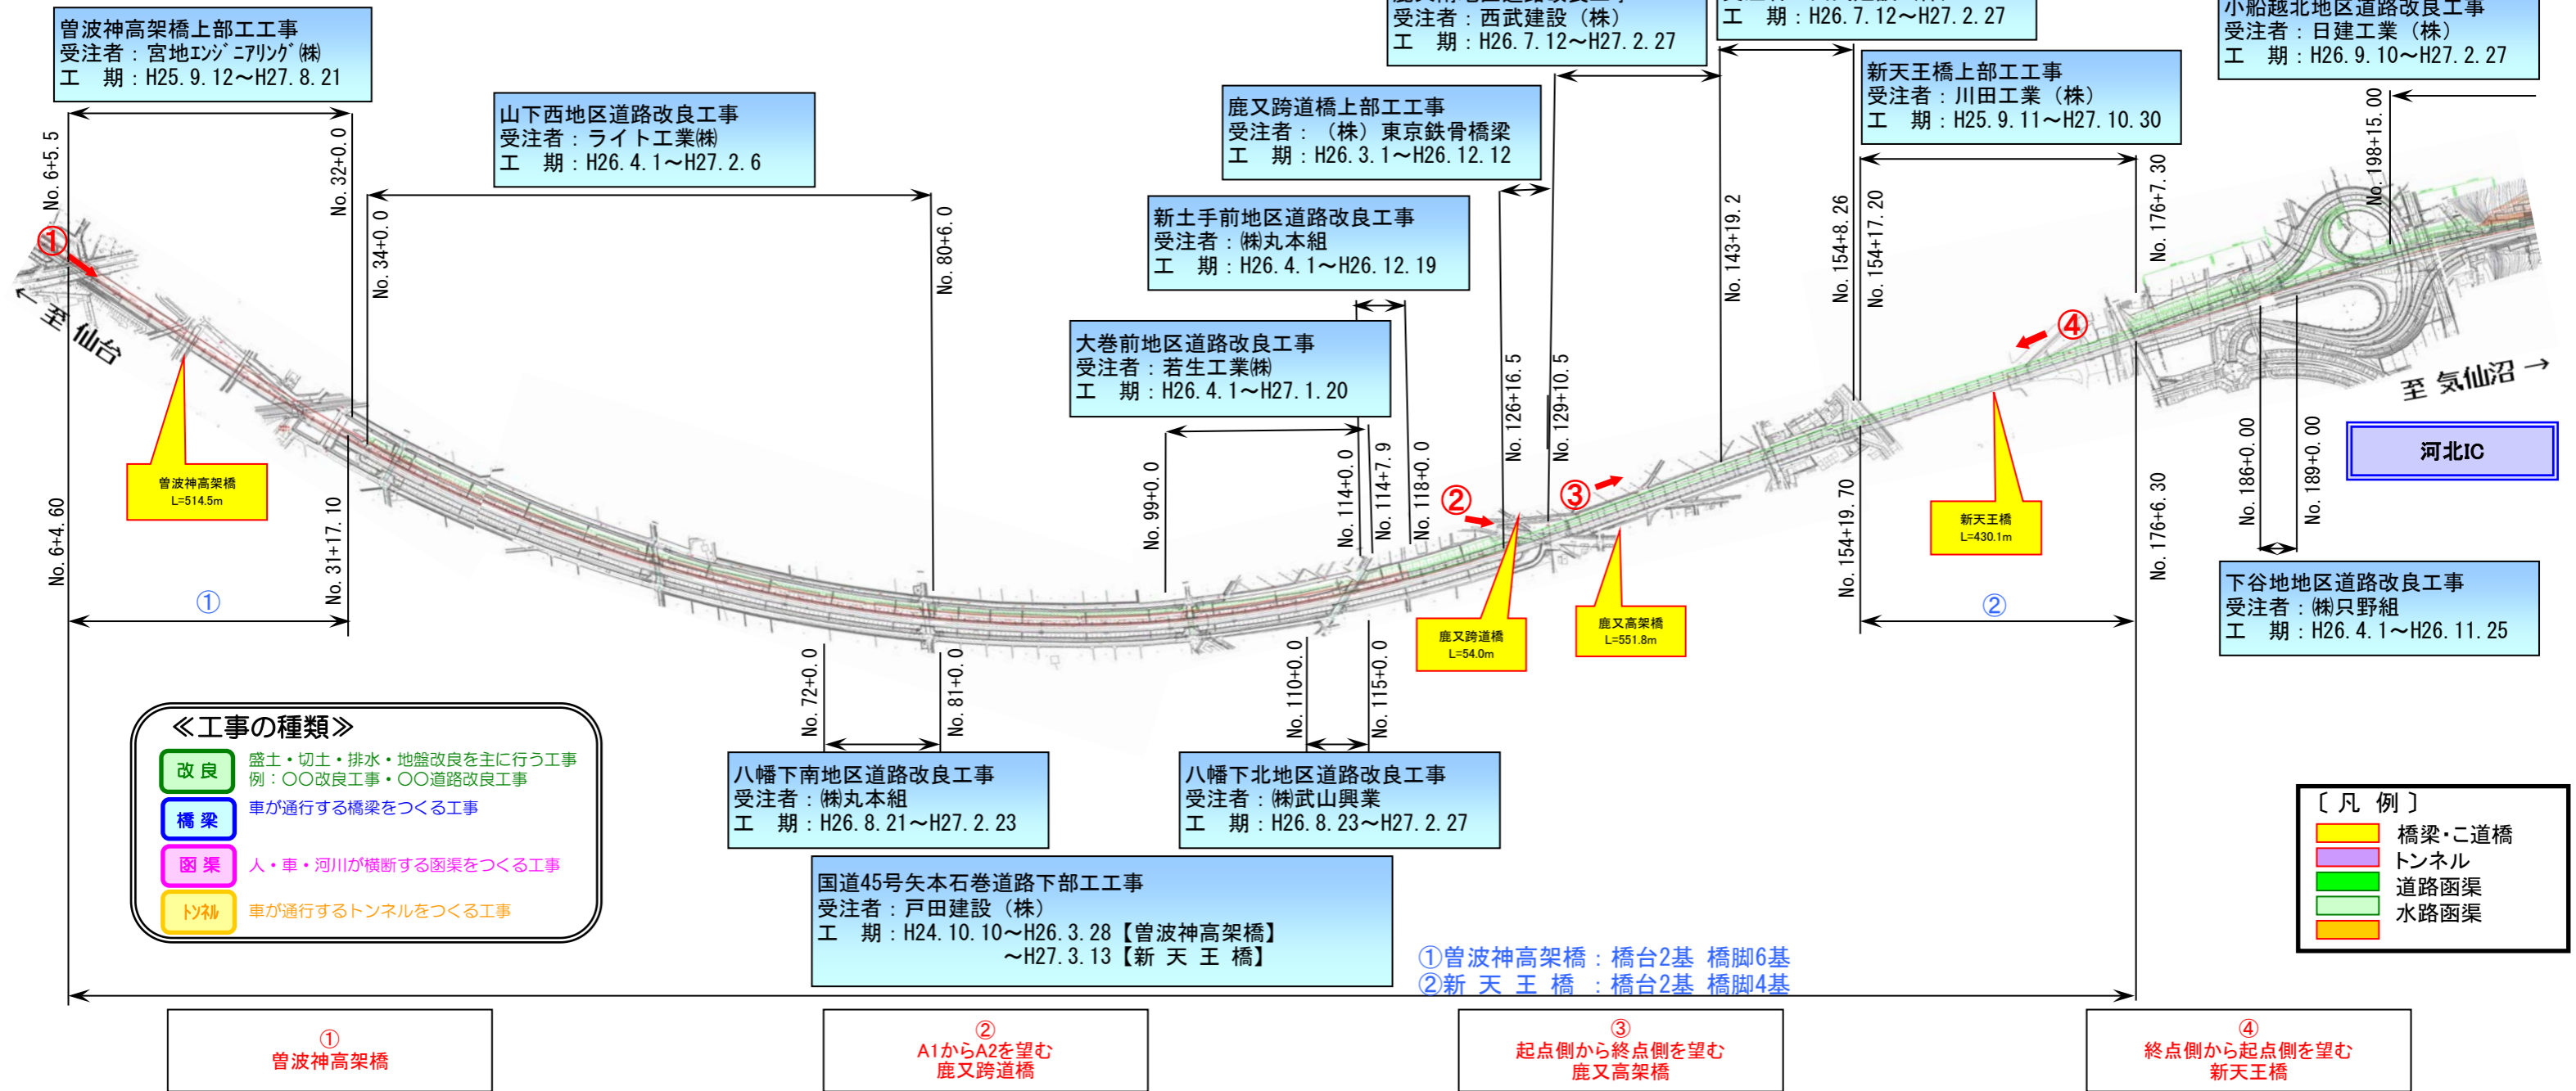 曽波神高架橋上部工工事
受注者：宮地ｴﾝｼﾞﾆｱﾘﾝｸﾞ㈱
工　期：H25.9.12～H27.8.21
山下西地区道路改良工事
受注者：ライト工業㈱
工　期：H26.4.1～H27.2.6
受注者：西武建設（株）
工　期：H26.7.12～H27.2.27
工　期：H26.7.12～H27.2.27
小船越北地区道路改良工事
受注者：日建工業（株）
工　期：H26.9.10～H27.2.27
鹿又跨道橋上部工工事
受注者：（株）東京鉄骨橋梁
工　期：H26.3.1～H26.12.12
新天王橋上部工工事
受注者：川田工業（株）
工　期：H25.9.11～H27.10.30
新土手前地区道路改良工事
受注者：㈱丸本組
工　期：H26.4.1～H26.12.19
大巻前地区道路改良工事
受注者：若生工業㈱
工　期：H26.4.1～H27.1.20
No.6+5.5
No.32+0.0
No.34+0.0
No.80+6.0
No.99+0.0
No.114+0.0
No.114+7.9
No.118+0.0
No.126+16.5
No.129+10.5
No.143+19.2
No.154+8.26
No.154+17.20
No.176+7.30
No.198+15.00
①
②
③
④
← 至 仙台
至 気仙沼 →
河北IC
曽波神高架橋
L=514.5m
鹿又跨道橋
L=54.0m
鹿又高架橋
L=551.8m
新天王橋
L=430.1m
No.6+4.60
No.31+17.10
①
No.72+0.0
No.81+0.0
No.110+0.0
No.115+0.0
No.154+19.70
No.176+6.30
②
No.186+0.00
No.189+0.00
下谷地地区道路改良工事
受注者：㈱只野組
工　期：H26.4.1～H26.11.25
八幡下南地区道路改良工事
受注者：㈱丸本組
工　期：H26.8.21～H27.2.23
八幡下北地区道路改良工事
受注者：㈱武山興業
工　期：H26.8.23～H27.2.27
国道45号矢本石巻道路下部工工事
受注者：戸田建設（株）
工　期：H24.10.10～H26.3.28【曽波神高架橋】
～H27.3.13【新 天 王 橋】
①曽波神高架橋：橋台2基 橋脚6基
②新 天 王 橋 ：橋台2基 橋脚4基
≪工事の種類≫
改良 盛土・切土・排水・地盤改良を主に行う工事
例：〇〇改良工事・〇〇道路改良工事
橋梁 車が通行する橋梁をつくる工事
函渠 人・車・河川が横断する函渠をつくる工事
ﾄﾝﾈﾙ 車が通行するトンネルをつくる工事
〔 凡 例 〕
橋梁・こ道橋
トンネル
道路函渠
水路函渠
①
曽波神高架橋
②
A1からA2を望む
鹿又跨道橋
③
起点側から終点側を望む
鹿又高架橋
④
終点側から起点側を望む
新天王橋